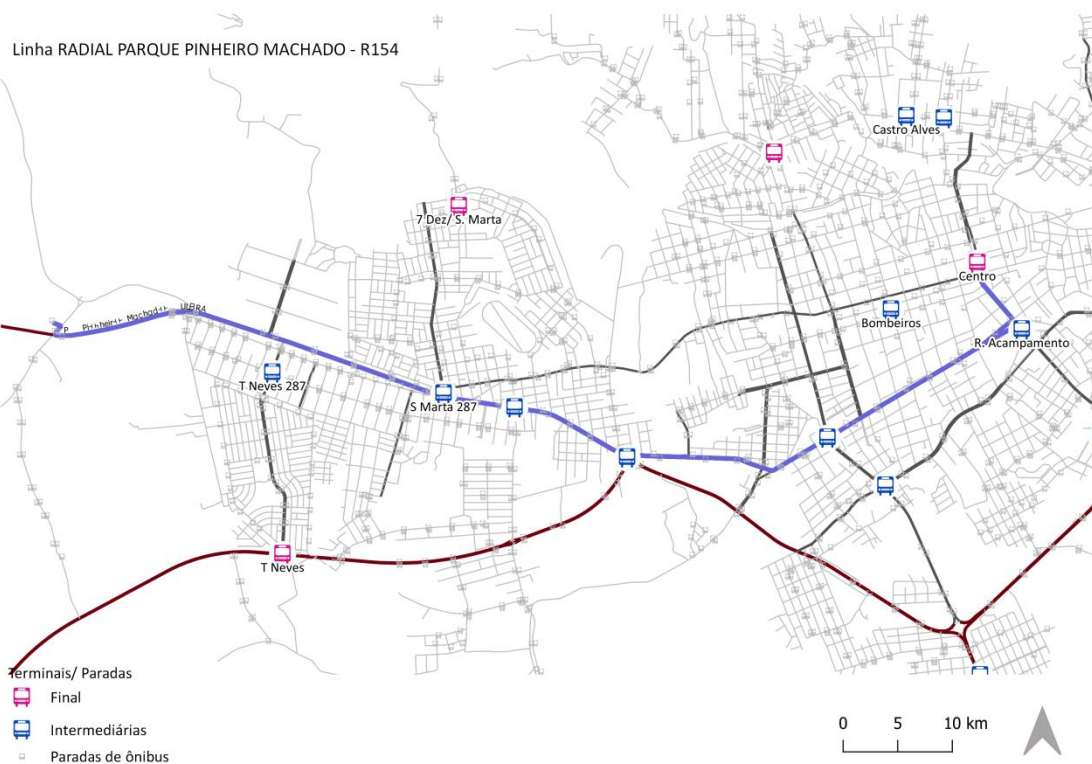 Linha RADIAL PARQUE PINHEIRO MACHADO - R154
Castro Alves
7 Dez/ S. Marta
Centro
Bombeiros
R. Acampamento
T Neves 287
S Marta 287
T Neves
Terminais/ Paradas
Final
Intermediárias
Paradas de ônibus
0 5 10 km